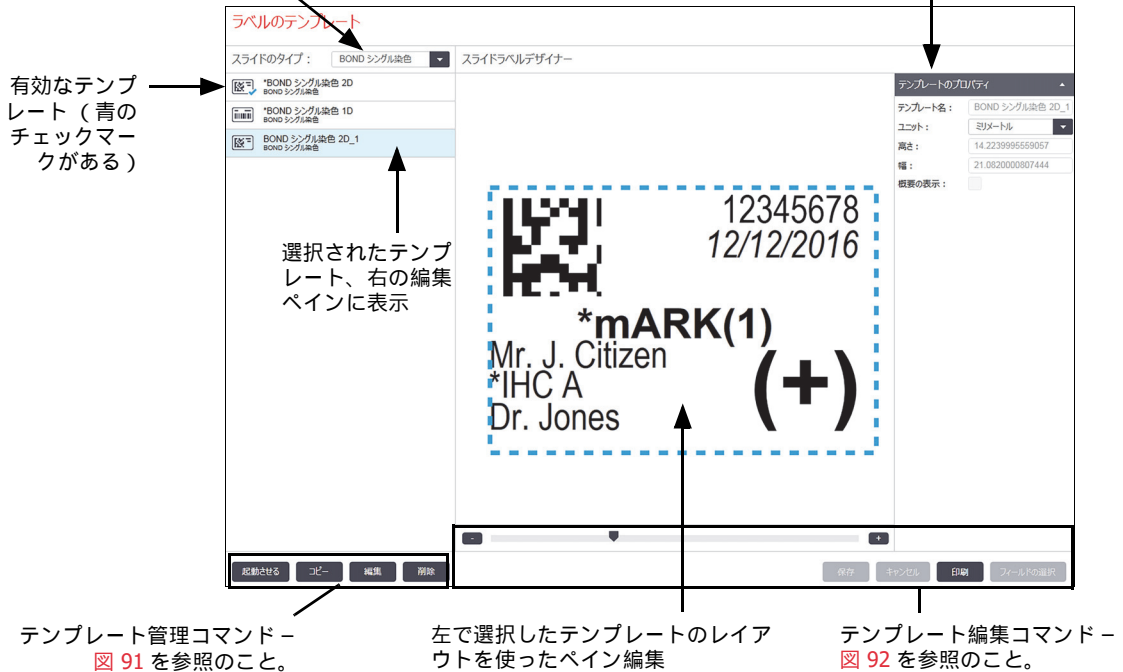 ラベルのテンプレート
スライドのタイプ： BOND シングル染色
スライドラベルデザイナー
有効なテンプ
レート（青の
チェックマー
クがある）
*BOND シングル染色 2D
BOND シングル染色
*BOND シングル染色 1D
BOND シングル染色
BOND シングル染色 2D_1
BOND シングル染色
選択されたテンプ
レート、右の編集
ペインに表示
12345678
12/12/2016
*mARK(1)
Mr. J. Citizen
*IHC A
Dr. Jones
(+)
テンプレートのプロパティ
テンプレート名： BOND シングル染色 2D_1
ユニット： ミリメートル
高さ： 14.2239995559057
幅： 21.0820000807444
概要の表示：
- +
起動させる コピー 編集 削除
保存 キャンセル 印刷 フィールドの選択
テンプレート管理コマンド –
図 91 を参照のこと。
左で選択したテンプレートのレイア
ウトを使ったペイン編集
テンプレート編集コマンド –
図 92 を参照のこと。